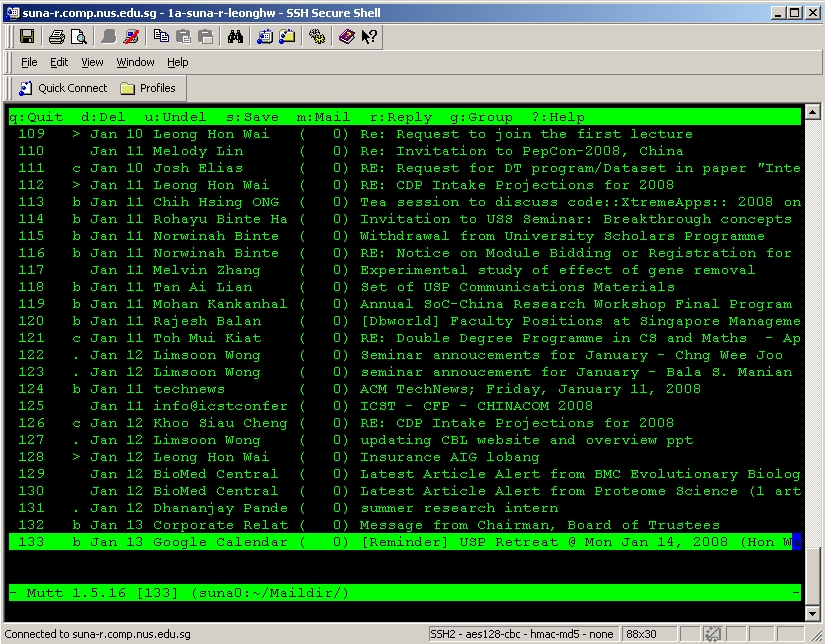 suna-r.comp.nus.edu.sg - 1a-suna-r-leonghw - SSH Secure Shell
File Edit View Window Help
Quick Connect Profiles
q:Quit d:Del u:Undel s:Save m:Mail r:Reply g:Group ?:Help
109 > Jan 10 Leong Hon Wai ( 0) Re: Request to join the first lecture
110 Jan 11 Melody Lin ( 0) Re: Invitation to PepCon-2008, China
111 c Jan 10 Josh Elias ( 0) RE: Request for DT program/Dataset in paper "Inte
112 > Jan 11 Leong Hon Wai ( 0) RE: CDP Intake Projections for 2008
113 b Jan 11 Chih Hsing ONG ( 0) Tea session to discuss code::XtremeApps:: 2008 on
114 b Jan 11 Rohayu Binte Ha ( 0) Invitation to USS Seminar: Breakthrough concepts
115 b Jan 11 Norwinah Binte ( 0) Withdrawal from University Scholars Programme
116 b Jan 11 Norwinah Binte ( 0) RE: Notice on Module Bidding or Registration for
117 Jan 11 Melvin Zhang ( 0) Experimental study of effect of gene removal
118 b Jan 11 Tan Ai Lian ( 0) Set of USP Communications Materials
119 b Jan 11 Mohan Kankanhal ( 0) Annual SoC-China Research Workshop Final Program
120 b Jan 11 Rajesh Balan ( 0) [Dbworld] Faculty Positions at Singapore Manageme
121 c Jan 11 Toh Mui Kiat ( 0) RE: Double Degree Programme in CS and Maths - Ap
122 . Jan 12 Limsoon Wong ( 0) Seminar annoucements for January - Chng Wee Joo
123 . Jan 12 Limsoon Wong ( 0) seminar annoucement for January - Bala S. Manian
124 b Jan 11 technews ( 0) ACM TechNews; Friday, January 11, 2008
125 Jan 11 info@icstconfer ( 0) ICST - CFP - CHINACOM 2008
126 c Jan 12 Khoo Siau Cheng ( 0) RE: CDP Intake Projections for 2008
127 . Jan 12 Limsoon Wong ( 0) updating CBL website and overview ppt
128 > Jan 12 Leong Hon Wai ( 0) Insurance AIG lobang
129 Jan 12 BioMed Central ( 0) Latest Article Alert from BMC Evolutionary Biolog
130 Jan 12 BioMed Central ( 0) Latest Article Alert from Proteome Science (1 art
131 . Jan 12 Dhananjay Pande ( 0) summer research intern
132 b Jan 13 Corporate Relat ( 0) Message from Chairman, Board of Trustees
133 b Jan 13 Google Calendar ( 0) [Reminder] USP Retreat @ Mon Jan 14, 2008 (Hon W
- Mutt 1.5.16 [133] (suna0:~/Maildir/) -
Connected to suna-r.comp.nus.edu.sg SSH2 - aes128-cbc - hmac-md5 - none 88x30